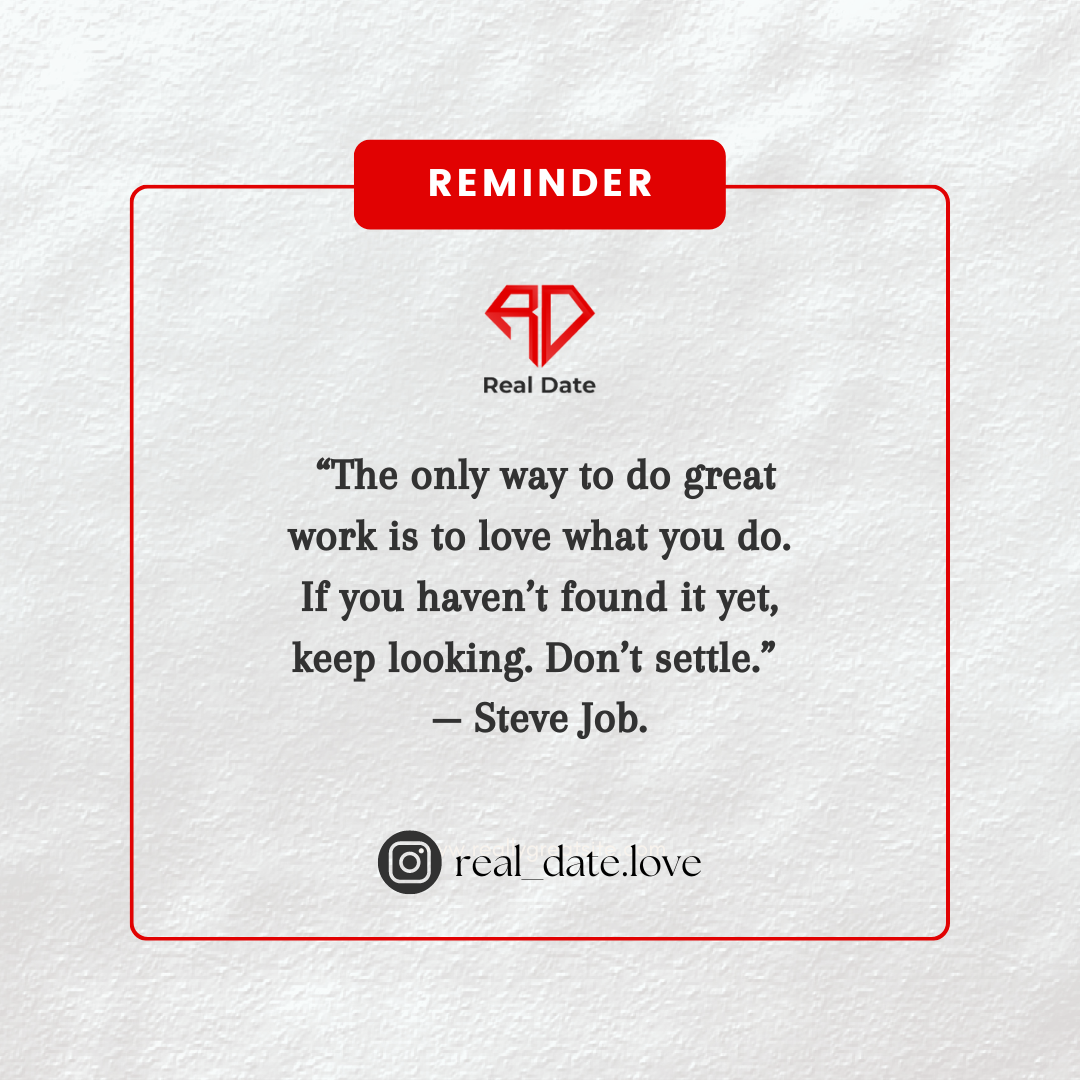 REMINDER
RD
Real Date
“The only way to do great
work is to love what you do.
If you haven’t found it yet,
keep looking. Don’t settle.”
— Steve Job.
real_date.love